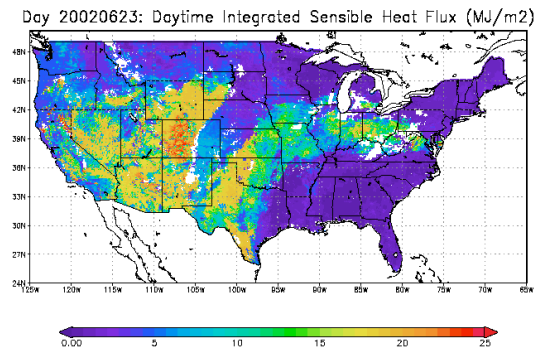 Day 20020623: Daytime Integrated Sensible Heat Flux (MJ/m2)
48N
45N
42N
39N
36N
33N
30N
27N
24N
125W 120W 115W 110W 105W 100W 95W 90W 85W 80W 75W 70W 65W
0.00 5 10 15 20 25